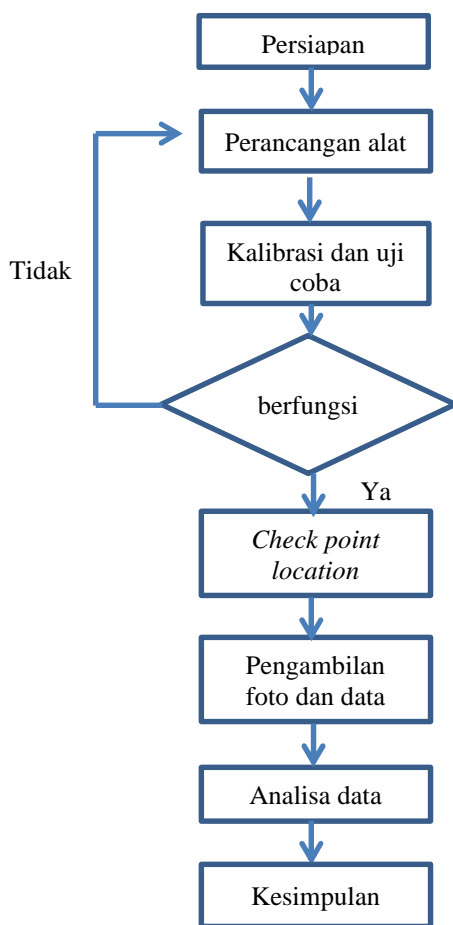 Persiapan
Perancangan alat
Kalibrasi dan uji
coba
Tidak
berfungsi
Ya
Check point
location
Pengambilan
foto dan data
Analisa data
Kesimpulan